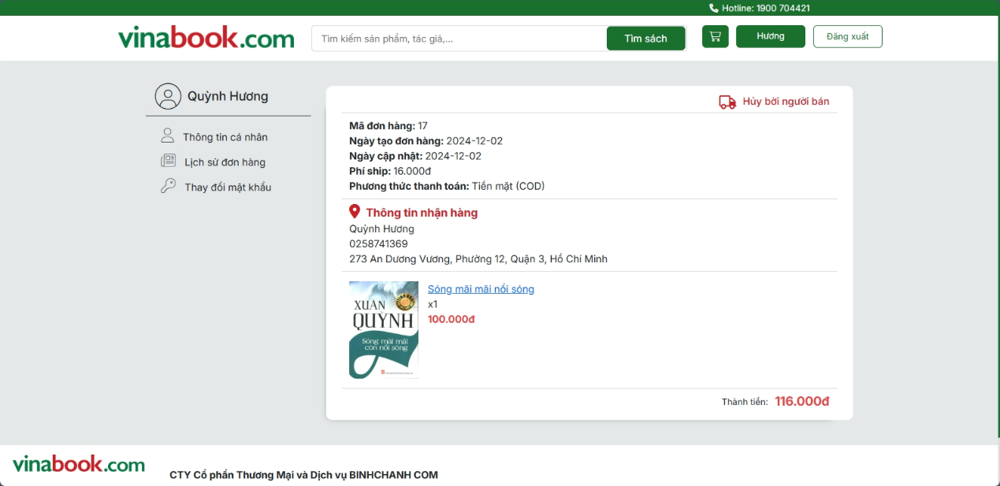 Hotline: 1900 704421
vinabook.com
Tìm kiếm sản phẩm, tác giả,...
Tìm sách
Hương
Đăng xuất
Quỳnh Hương
Thông tin cá nhân
Lịch sử đơn hàng
Thay đổi mật khẩu
Hủy bởi người bán
Mã đơn hàng: 17
Ngày tạo đơn hàng: 2024-12-02
Ngày cập nhật: 2024-12-02
Phí ship: 16.000đ
Phương thức thanh toán: Tiền mặt (COD)
Thông tin nhận hàng
Quỳnh Hương
0258741369
273 An Dương Vương, Phường 12, Quận 3, Hồ Chí Minh
XUÂN
QUỲNH
Sóng mãi mãi
còn nổi sóng
Sóng mãi mãi nổi sóng
x1
100.000đ
Thành tiền: 116.000đ
vinabook.com
CTY Cổ phần Thương Mại và Dịch vụ BINHCHANH COM